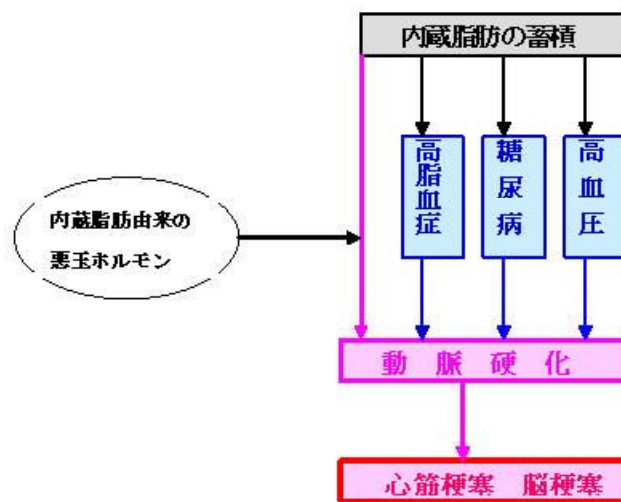 内蔵脂肪の蓄積
高脂血症
糖尿病
高血圧
内蔵脂肪由来の
悪玉ホルモン
動脈硬化
心筋梗塞 脳梗塞